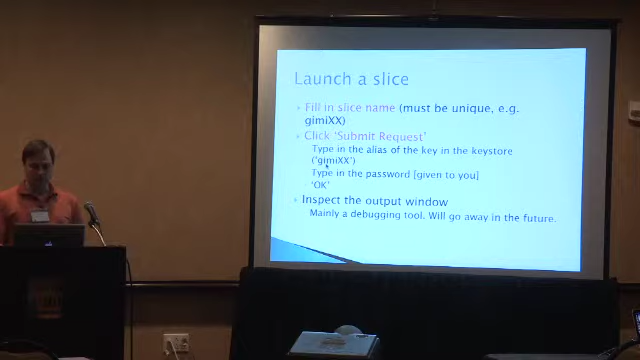 Launch a slice
Fill in slice name (must be unique, e.g.
gimiXX)
Click 'Submit Request'
Type in the alias of the key in the keystore
('gimiXX')
Type in the password [given to you]
'OK'
Inspect the output window
Mainly a debugging tool. Will go away in the future.